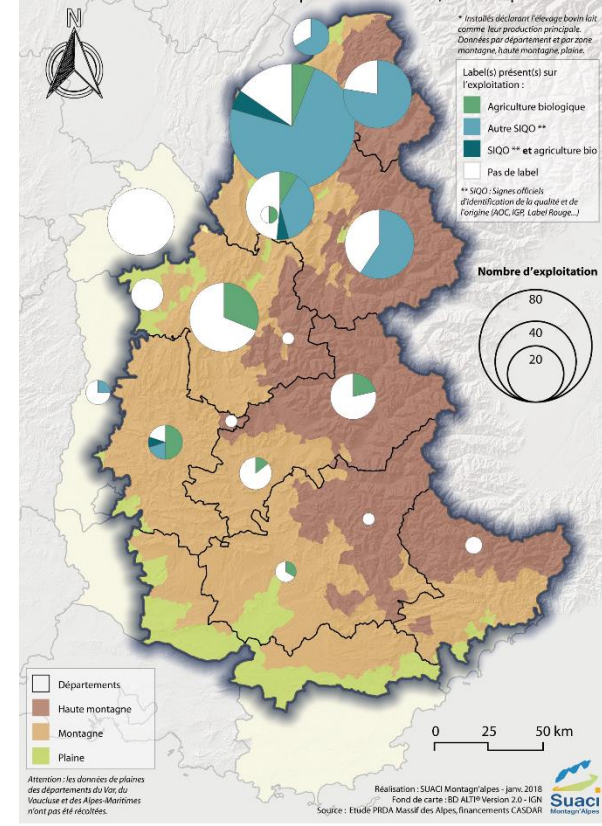 * Installés déclarant l'élevage bovin lait
comme leur production principale.
Données par département et par zone
montagne, haute montagne, plaine.
N
Label(s) présent(s) sur
l'exploitation :
Agriculture biologique
Autre SIQO **
SIQO ** et agriculture bio
Pas de label
** SIQO : Signes officiels
d'identification de la qualité et de
l'origine (AOC, IGP, Label Rouge...)
Nombre d'exploitation
80
40
20
Départements
Haute montagne
Montagne
Plaine
0 25 50 km
Attention : les données de plaines
des départements du Var, du
Vaucluse et des Alpes-Maritimes
n'ont pas été récoltées.
Réalisation : SUACI Montagn'alpes - janv. 2018
Fond de carte : BD ALTI® Version 2.0 - IGN
Source : Etude PRDA Massif des Alpes, financements CASDAR
Suaci
Montagn'Alpes